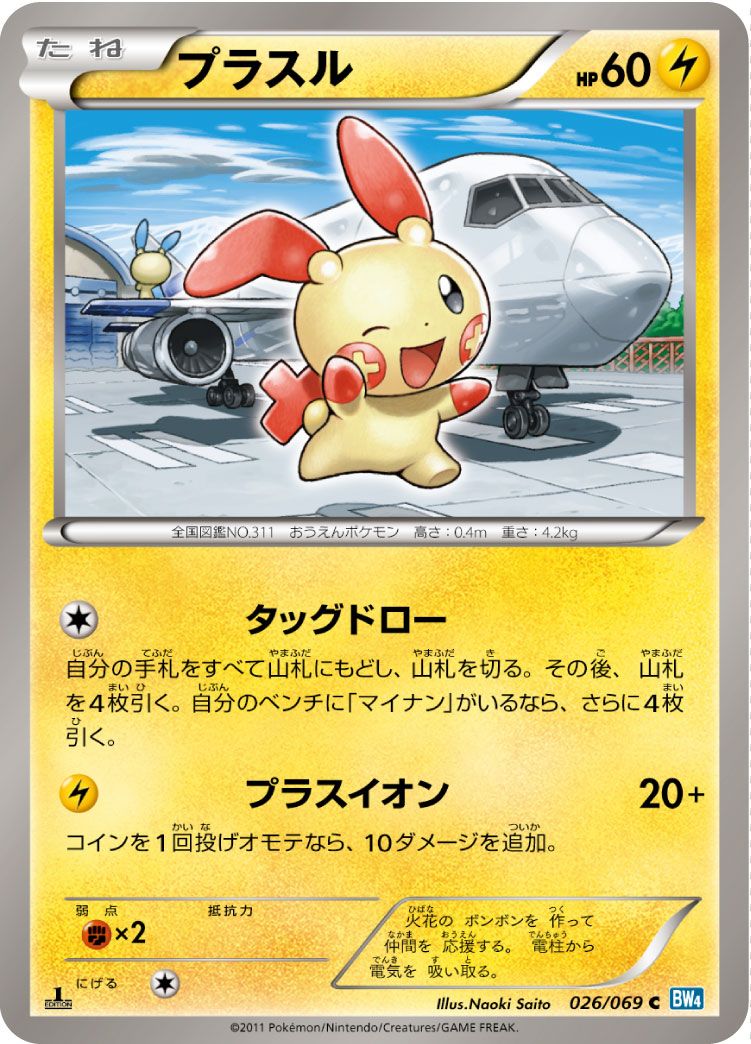 たね
プラスル
HP60
全国図鑑NO.311 おうえんポケモン 高さ：0.4m 重さ：4.2kg
タッグドロー
自分の手札をすべて山札にもどし、山札を切る。その後、山札
を4枚引く。自分のベンチに「マイナン」がいるなら、さらに4枚
引く。
プラスイオン 20+
コインを1回投げオモテなら、10ダメージを追加。
弱点 抵抗力
×2
にげる
火花の ボンボンを 作って
仲間を 応援する。 電柱から
電気を 吸い取る。
1 EDITION
Illus.Naoki Saito 026/069 C BW4
©2011 Pokémon/Nintendo/Creatures/GAME FREAK.